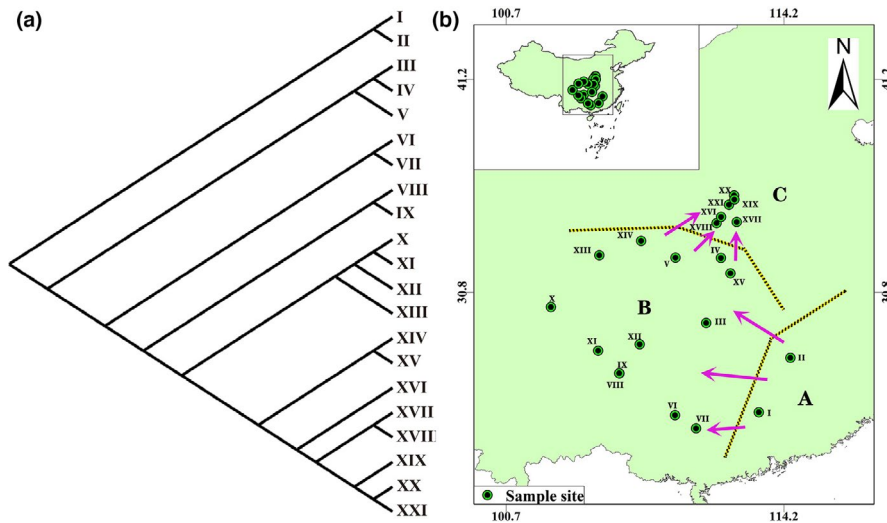 (a)
I
II
III
IV
V
VI
VII
VIII
IX
X
XI
XII
XIII
XIV
XV
XVI
XVII
XVIII
XIX
XX
XXI
(b)
100.7 114.2
41.2 41.2
N
XX
C
XXI XIX
XVI
XVIII XVII
XIV
XIII V IV
XV
30.8 30.8
X
B
III
XII
XI
II
IX
VIII
A
VI
VII I
Sample site
100.7 114.2